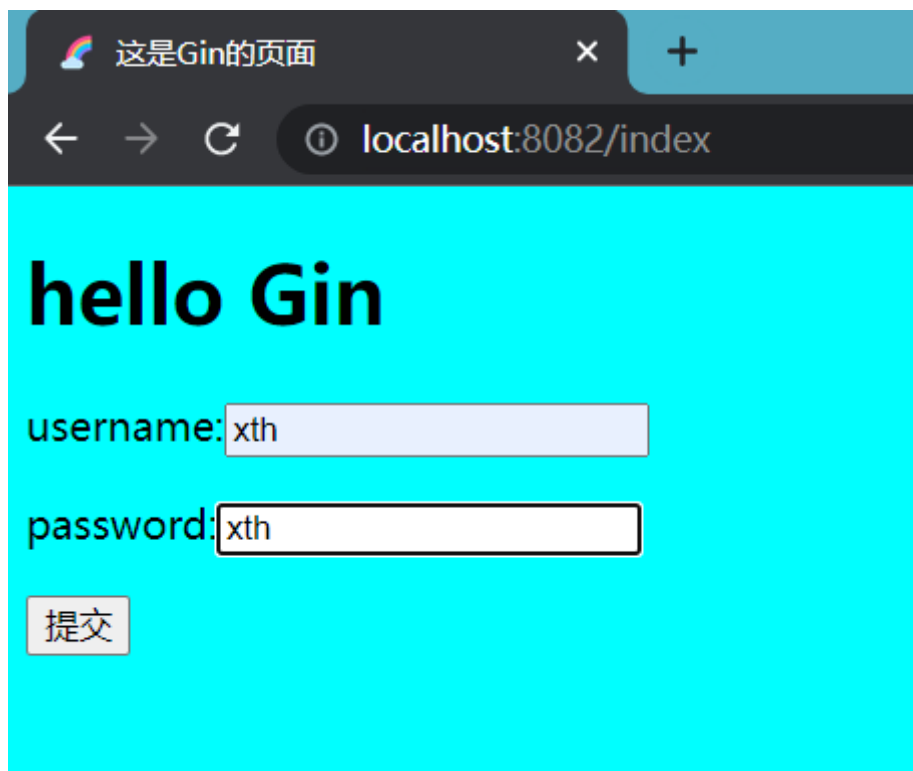 这是Gin的页面
localhost:8082/index
hello Gin
username:xth
password:xth
提交